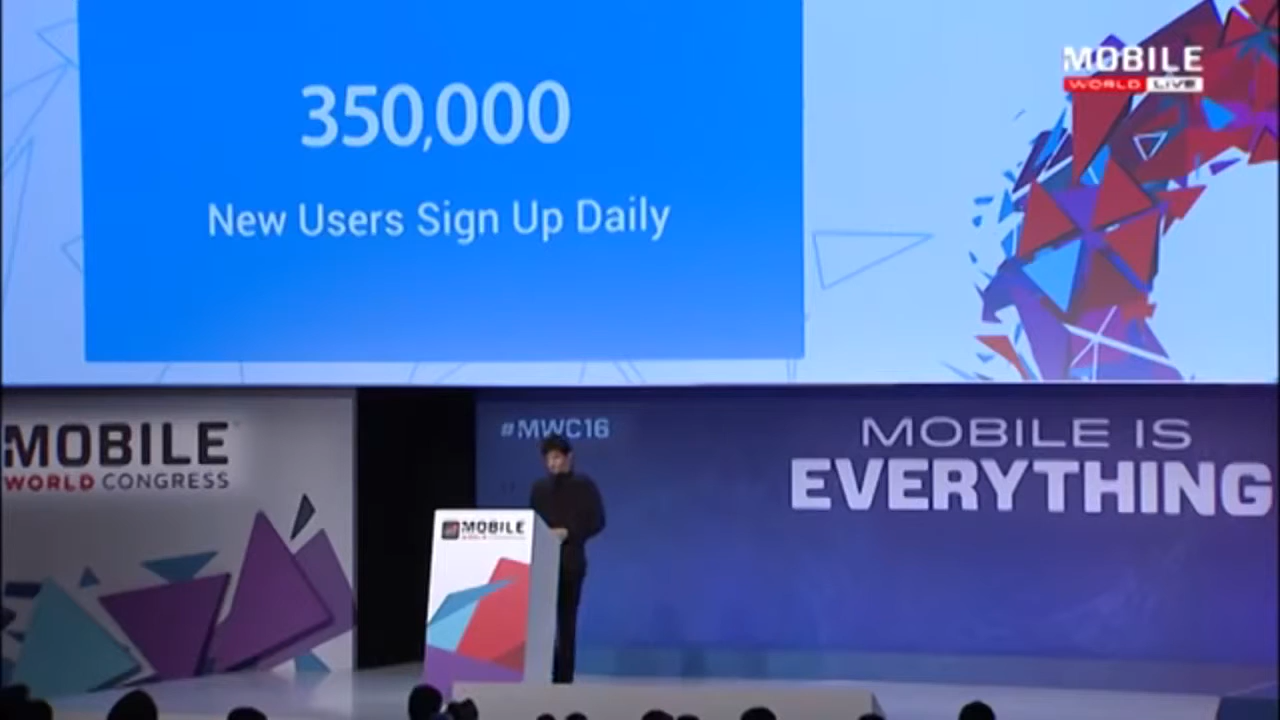 350,000
New Users Sign Up Daily
MOBILE
WORLD LIVE
MOBILE
WORLD CONGRESS
#MWC16
MOBILE IS
EVERYTHING
MOBILE